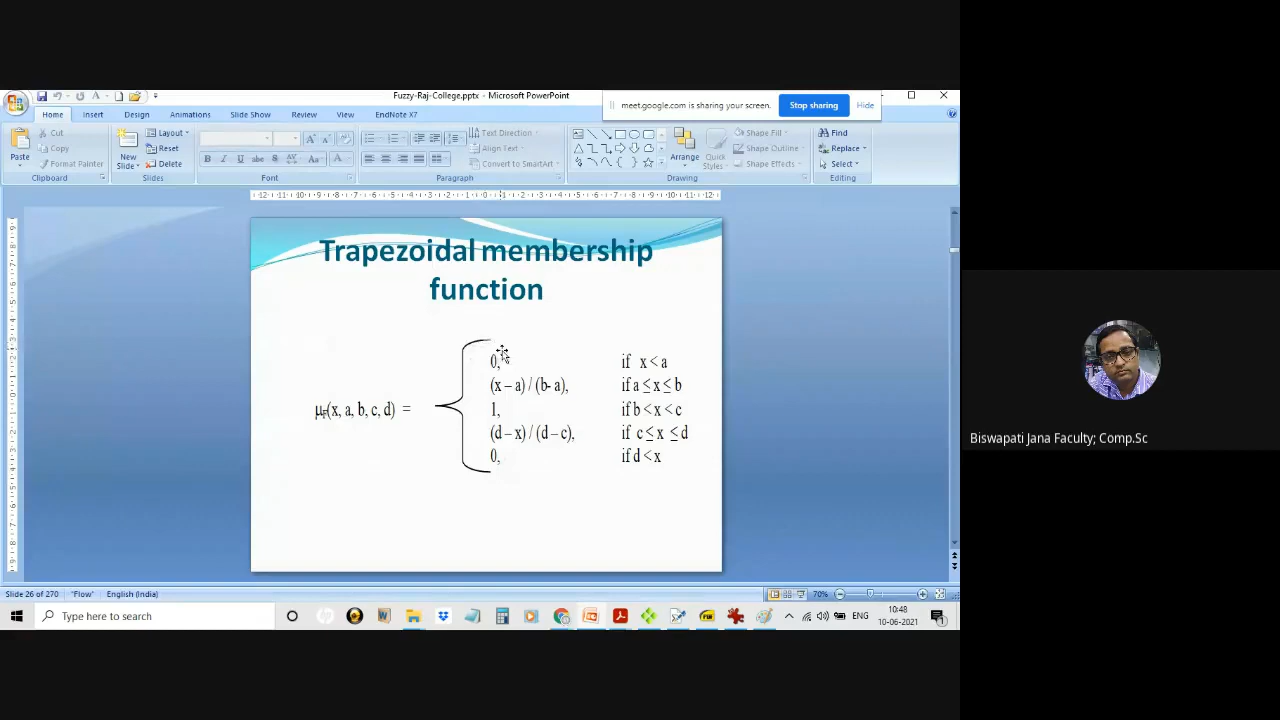 Fuzzy-Raj-College.pptx - Microsoft PowerPoint
meet.google.com is sharing your screen.
Stop sharing
Hide
Home Insert Design Animations Slide Show Review View EndNote X7
Paste
Cut
Copy
Format Painter
Clipboard
New Slide
Layout
Reset
Delete
Slides
B I U abc S AV Aa A
Font
Text Direction
Align Text
Convert to SmartArt
Paragraph
Arrange
Quick Styles
Shape Fill
Shape Outline
Shape Effects
Drawing
Find
Replace
Select
Editing
Trapezoidal membership
function
0, if x < a
(x – a) / (b- a), if a ≤ x ≤ b
μF(x, a, b, c, d) = 1, if b < x < c
(d – x) / (d – c), if c ≤ x ≤ d
0, if d < x
Biswapati Jana Faculty; Comp.Sc
Slide 26 of 270 "Flow" English (India) 70%
Type here to search
ENG
10:48
10-06-2021